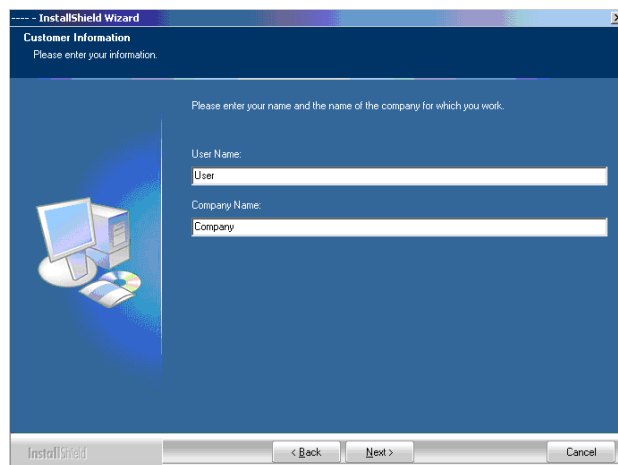 ---- - InstallShield Wizard
Customer Information
Please enter your information.
Please enter your name and the name of the company for which you work.
User Name:
User
Company Name:
Company
InstallShield
< Back
Next >
Cancel